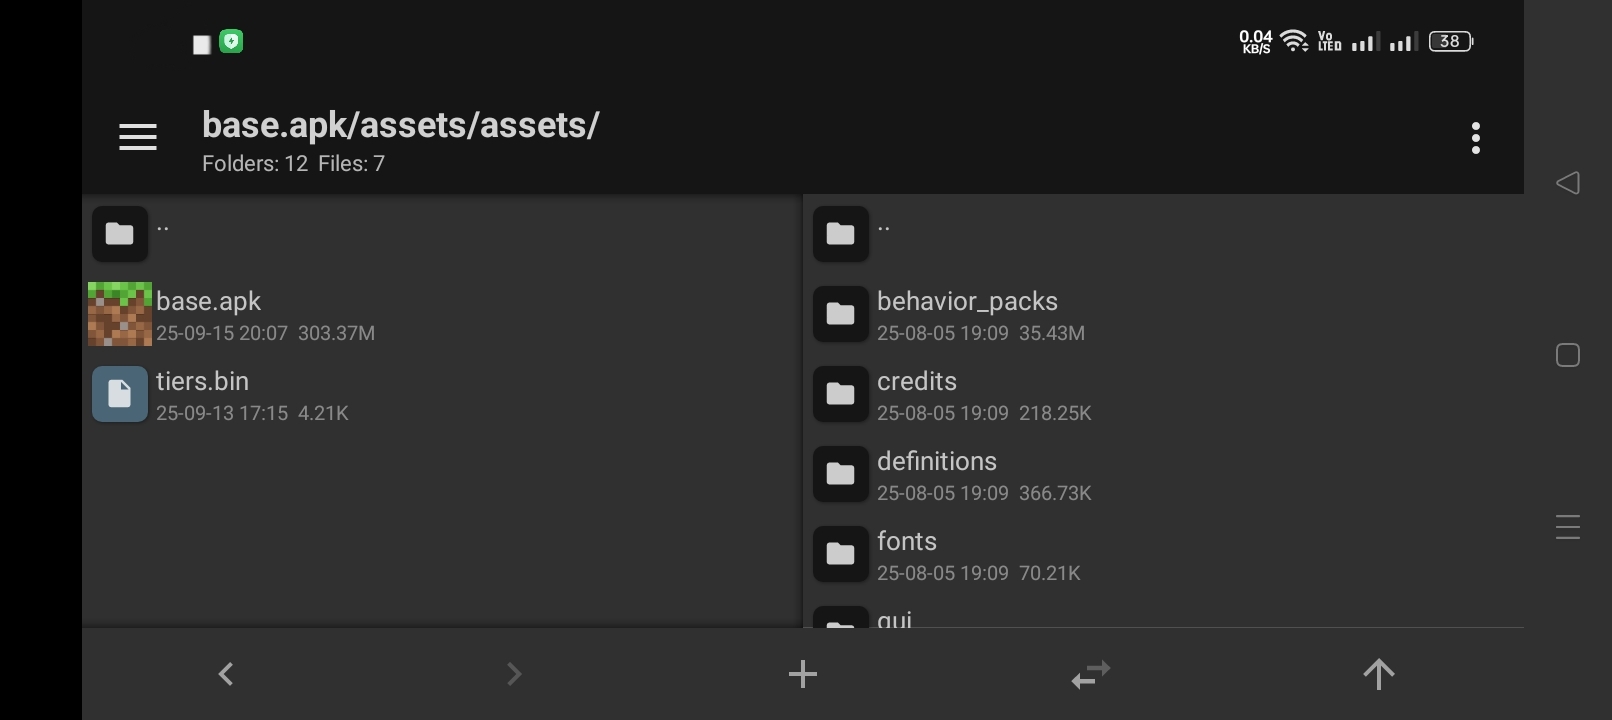 0.04
KB/S
Vo
LTED
38
base.apk/assets/assets/
Folders: 12  Files: 7
..
base.apk
25-09-15 20:07  303.37M
tiers.bin
25-09-13 17:15  4.21K
..
behavior_packs
25-08-05 19:09  35.43M
credits
25-08-05 19:09  218.25K
definitions
25-08-05 19:09  366.73K
fonts
25-08-05 19:09  70.21K
gui